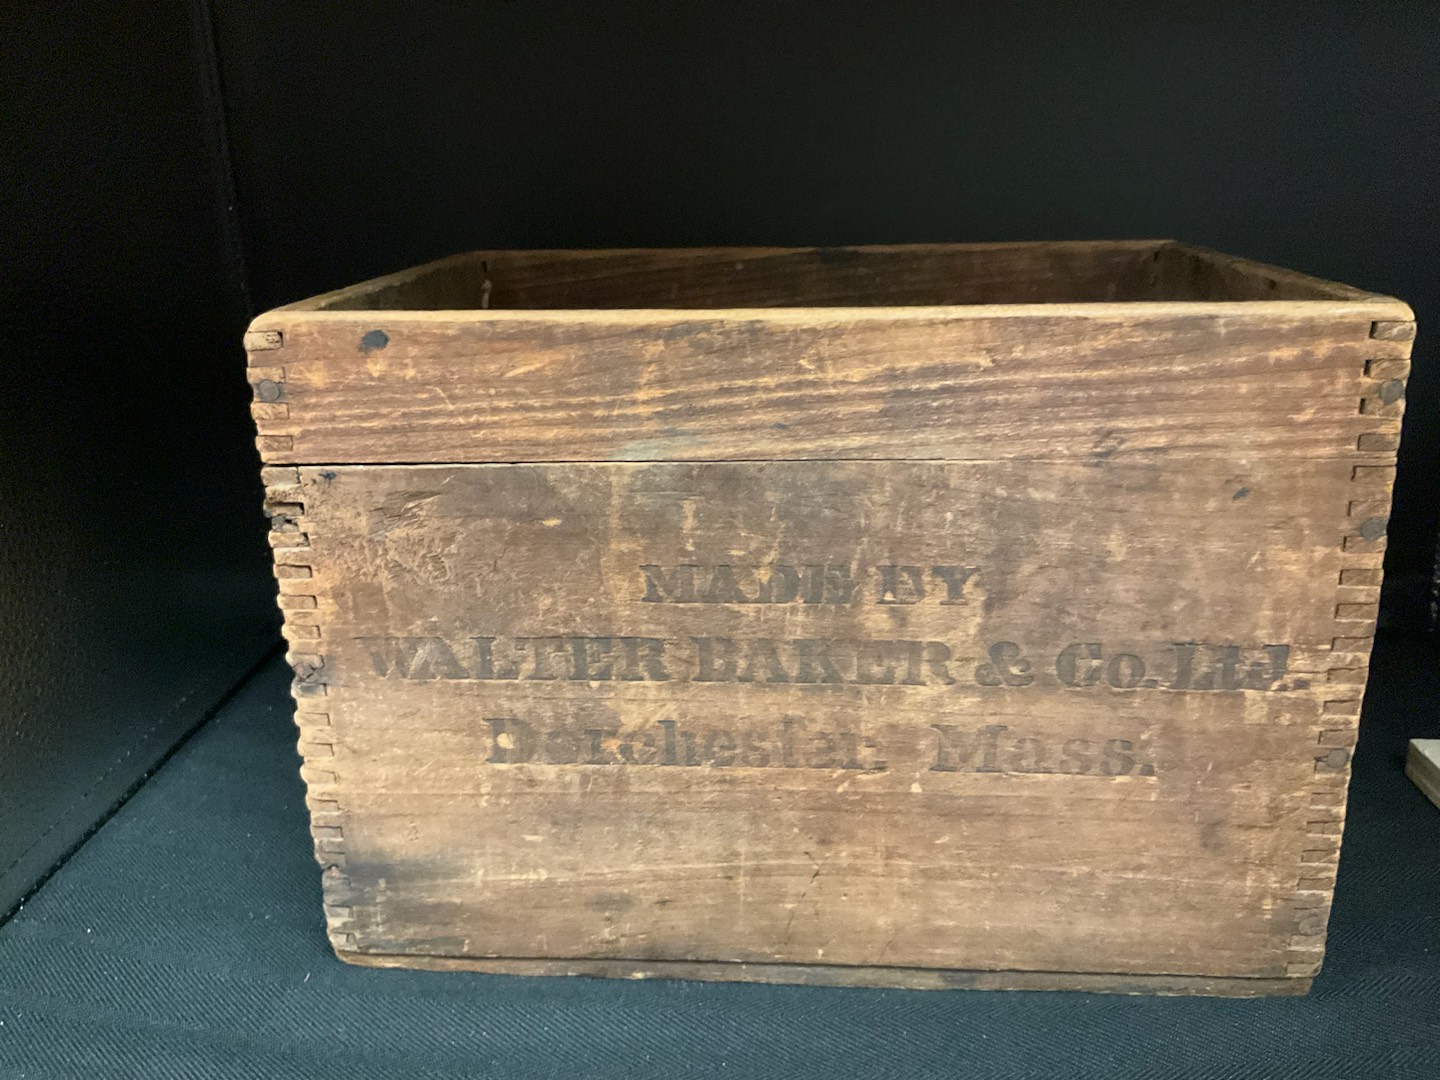 MADE BY
WALTER BAKER & Co. Ltd.
Dorchester, Mass.